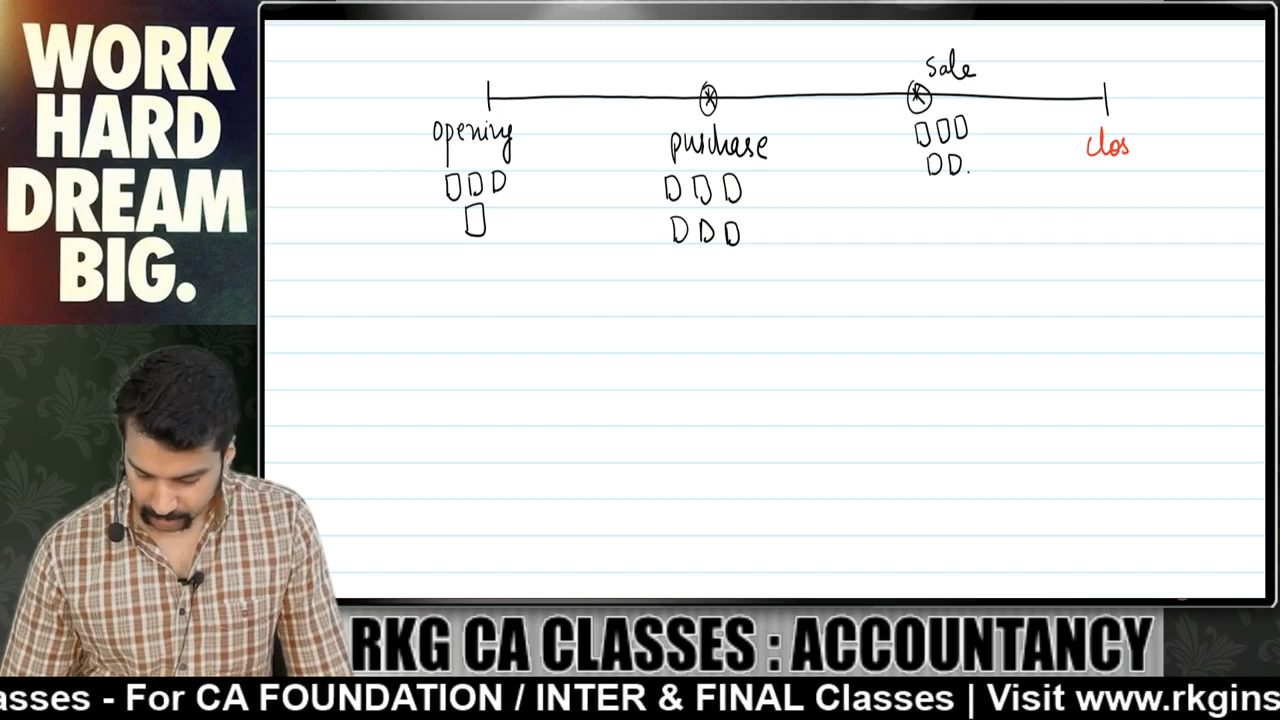 WORK
HARD
DREAM
BIG.
sale
opening
purchase
clos
RKG CA CLASSES : ACCOUNTANCY
asses - For CA FOUNDATION / INTER & FINAL Classes | Visit www.rkgins